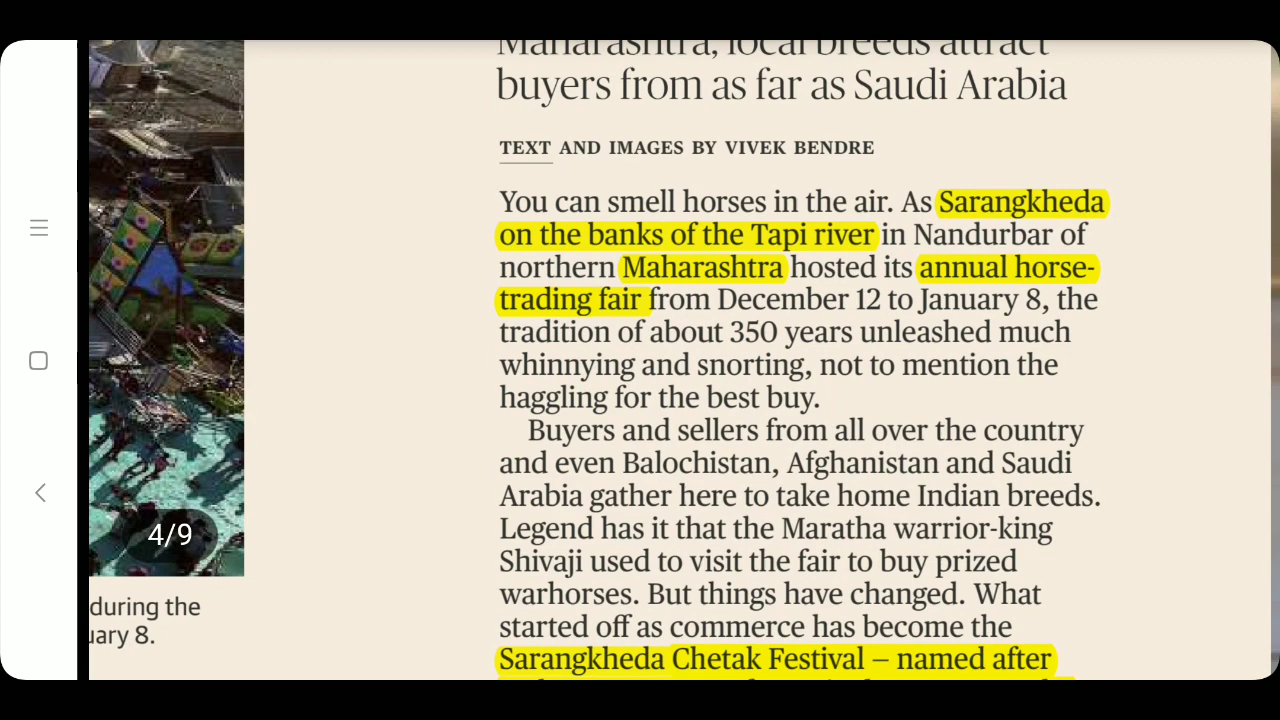 Maharashtra, local breeds attract
buyers from as far as Saudi Arabia
TEXT AND IMAGES BY VIVEK BENDRE
You can smell horses in the air. As Sarangkheda
on the banks of the Tapi river in Nandurbar of
northern Maharashtra hosted its annual horse-
trading fair from December 12 to January 8, the
tradition of about 350 years unleashed much
whinnying and snorting, not to mention the
haggling for the best buy.
Buyers and sellers from all over the country
and even Balochistan, Afghanistan and Saudi
Arabia gather here to take home Indian breeds.
Legend has it that the Maratha warrior-king
Shivaji used to visit the fair to buy prized
warhorses. But things have changed. What
started off as commerce has become the
Sarangkheda Chetak Festival – named after
4/9
during the
uary 8.